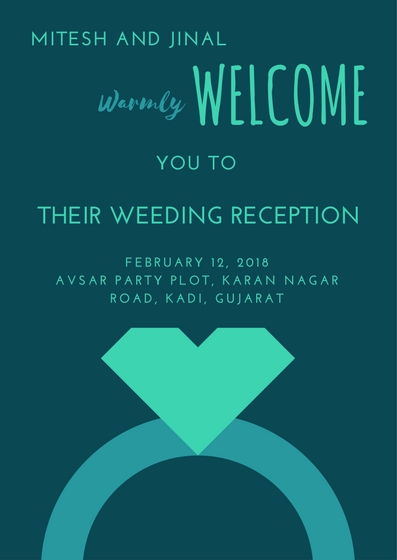 MITESH AND JINAL
Warmly WELCOME
YOU TO
THEIR WEEDING RECEPTION
FEBRUARY 12, 2018
AVSAR PARTY PLOT, KARAN NAGAR
ROAD, KADI, GUJARAT